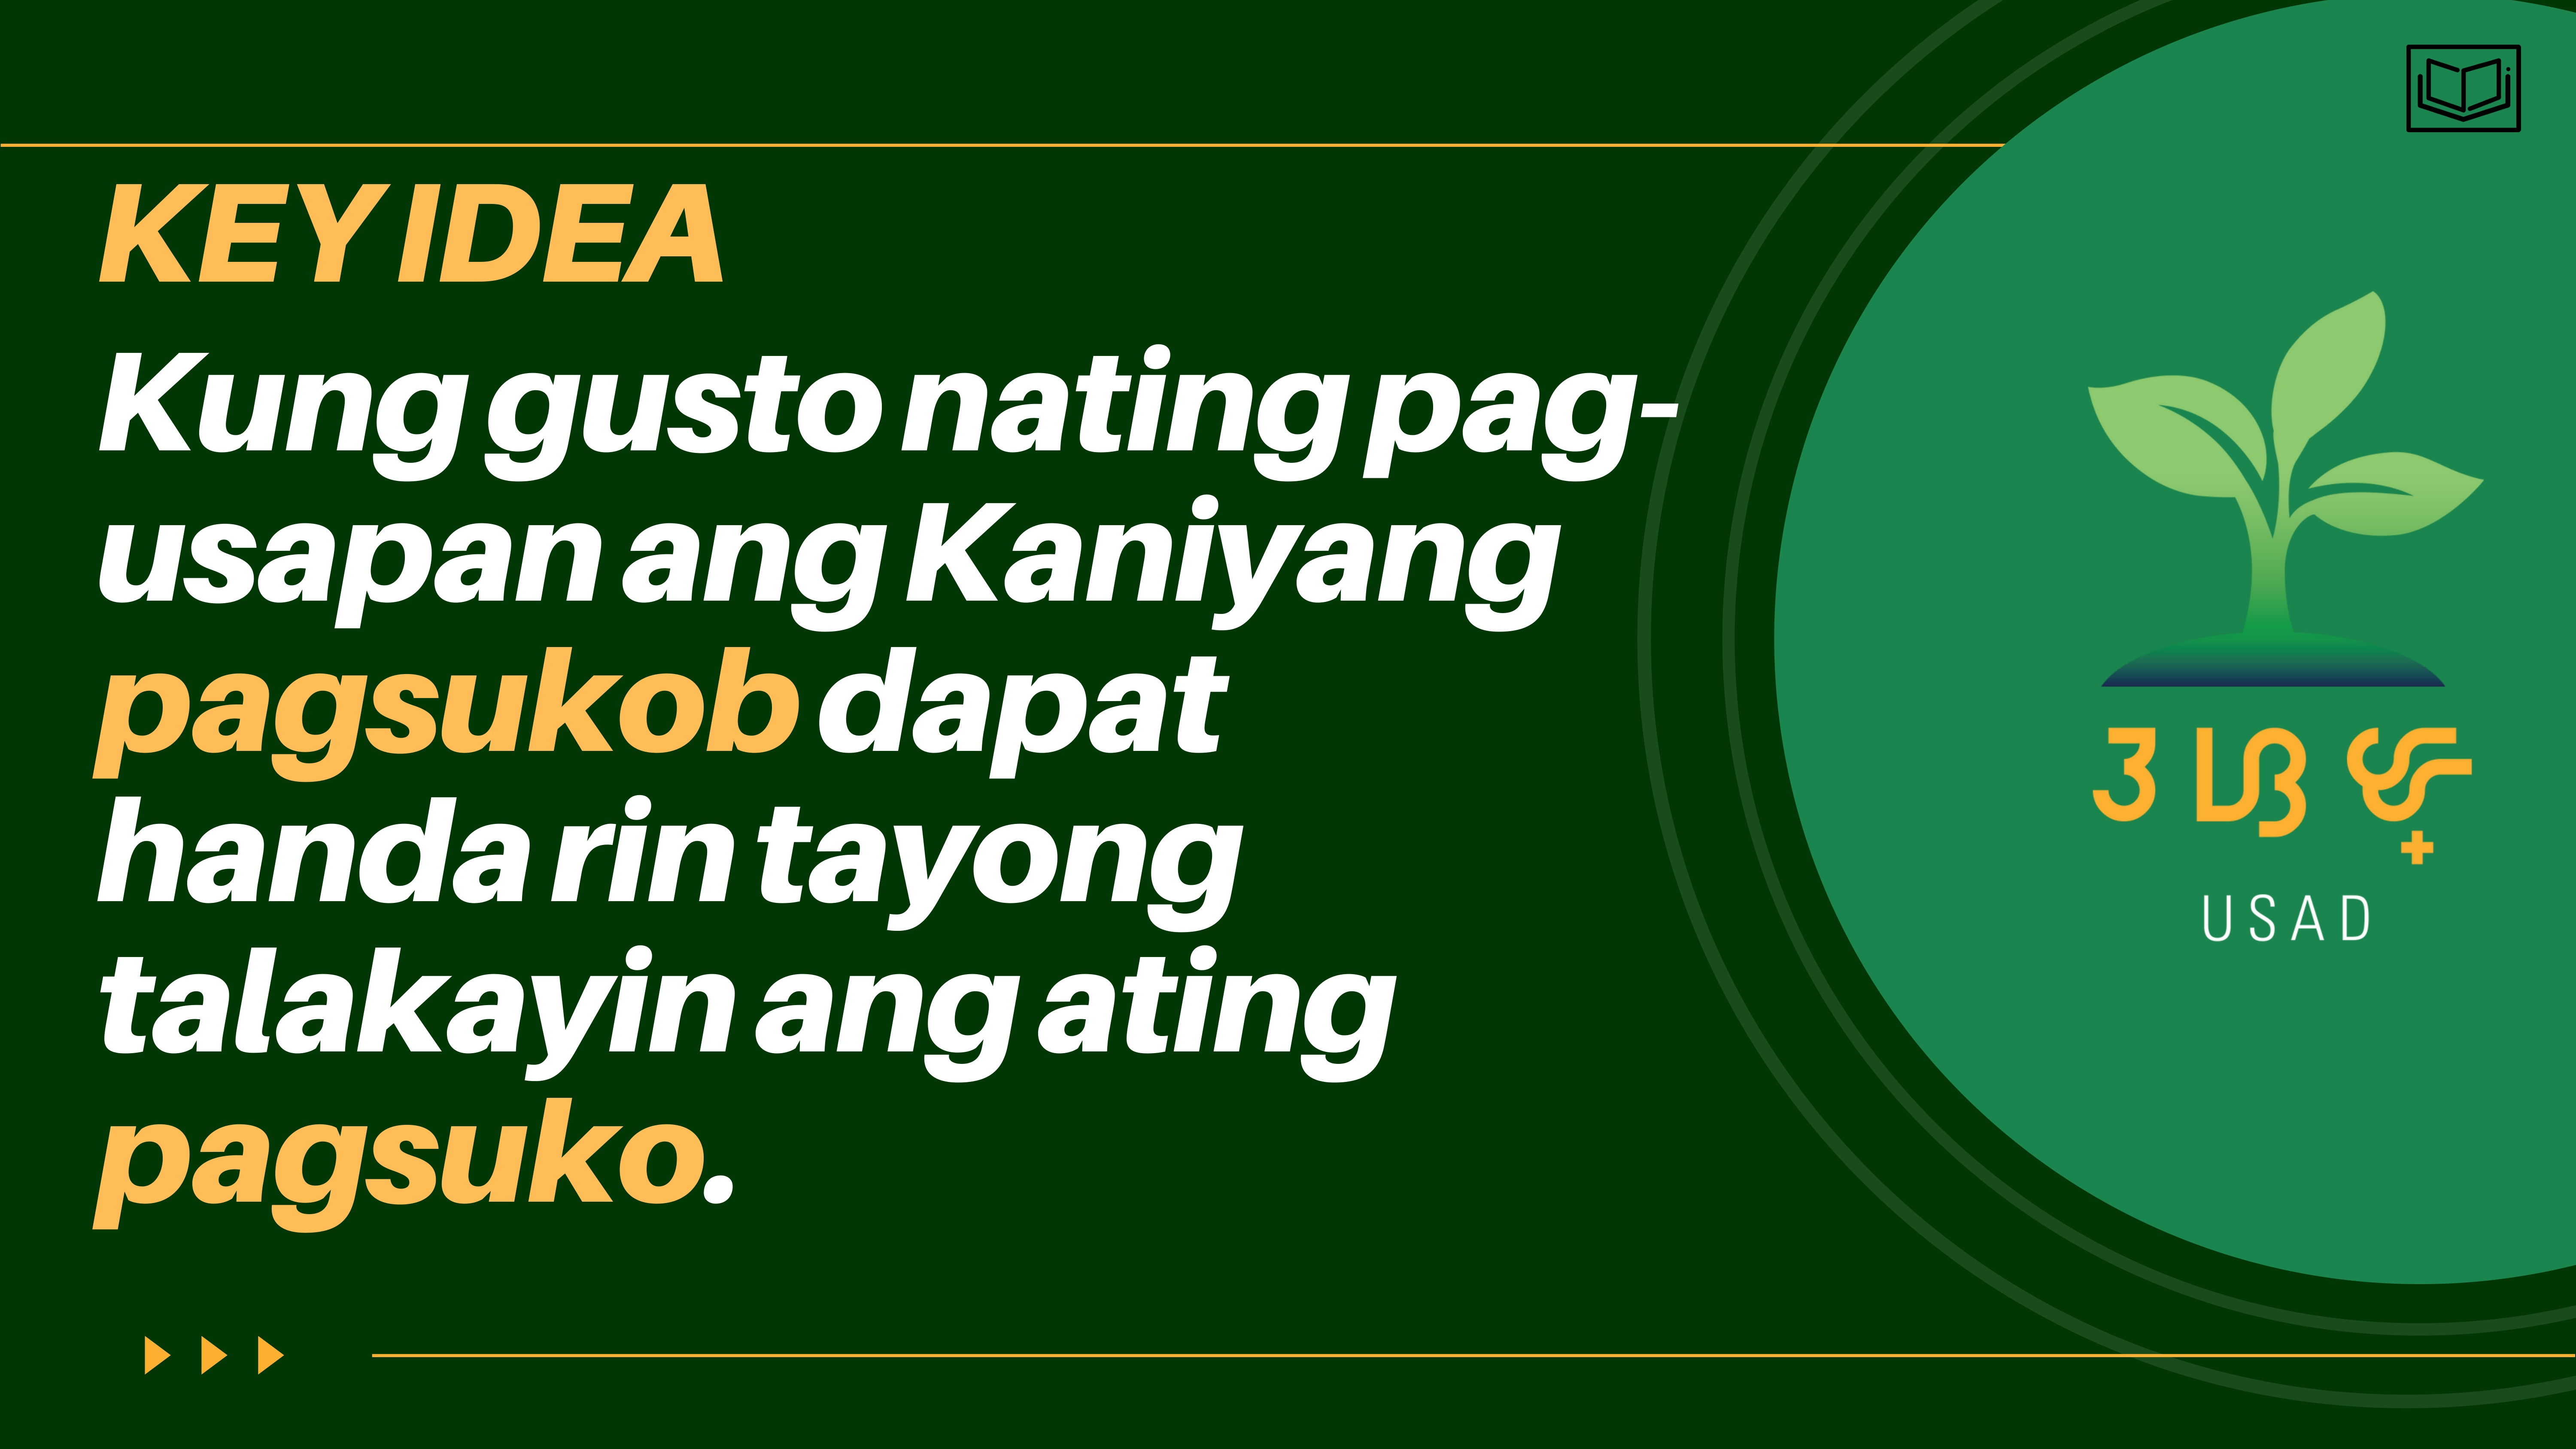 KEY IDEA
Kung gusto nating pag-
usapan ang Kaniyang
pagsukob dapat
handa rin tayong
talakayin ang ating
pagsuko.
ᜂ ᜐ ᜇ᜔
USAD